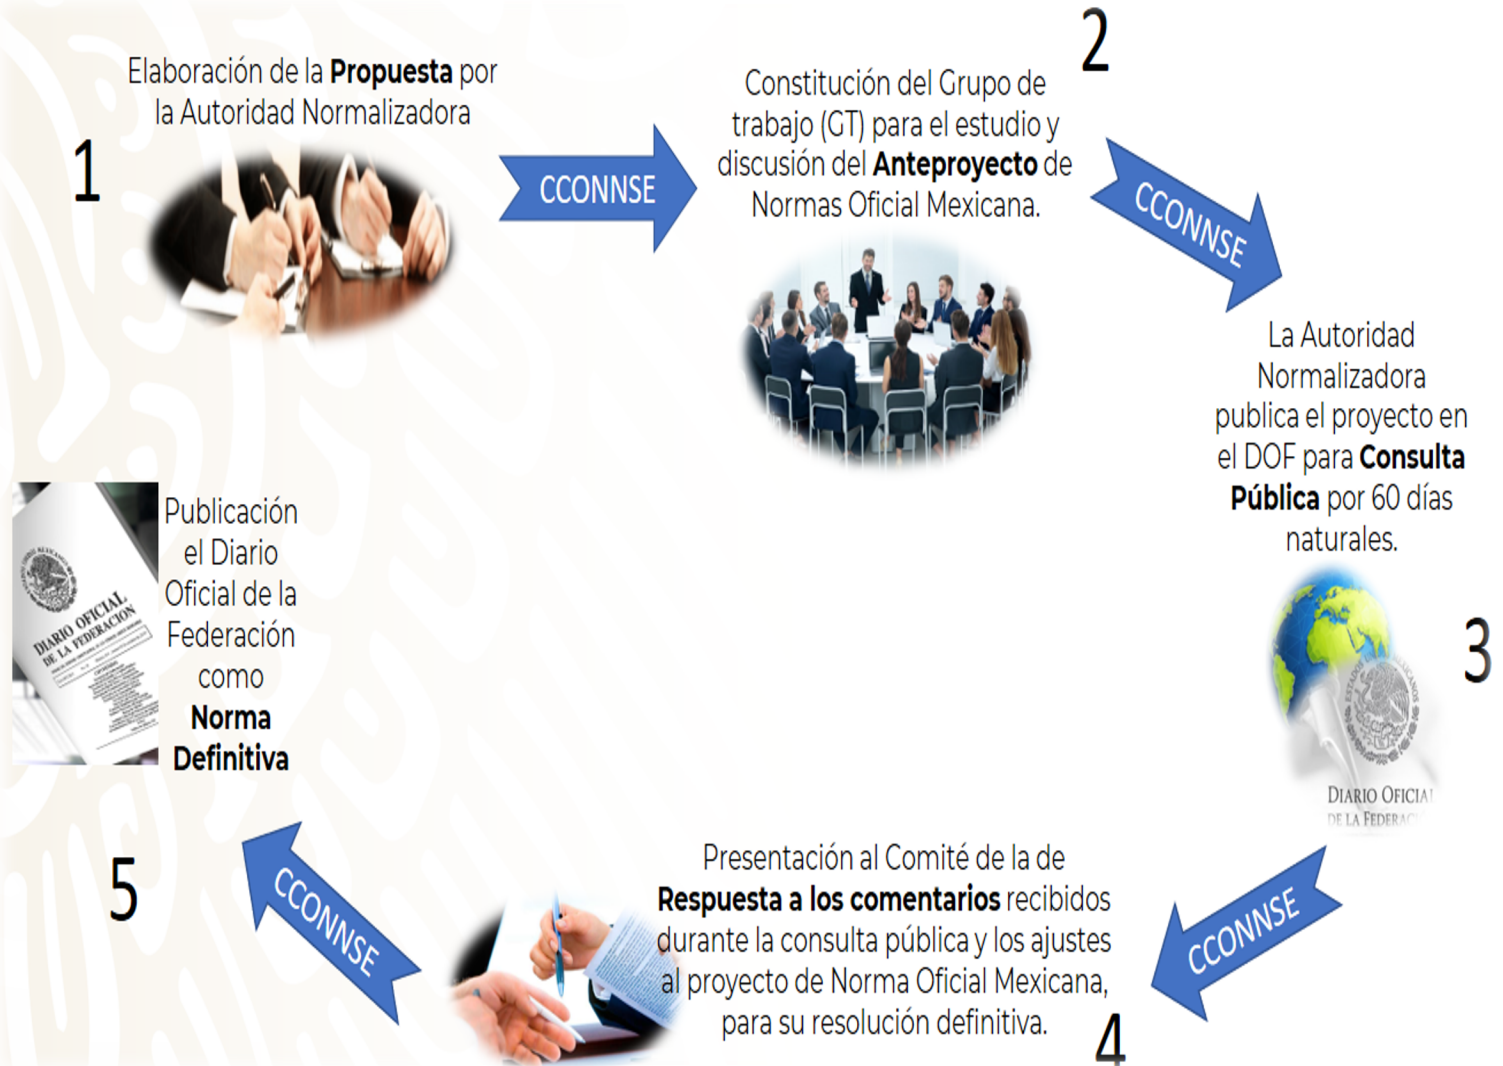 1
Elaboración de la Propuesta por
la Autoridad Normalizadora
CCONNSE
2
Constitución del Grupo de
trabajo (GT) para el estudio y
discusión del Anteproyecto de
Normas Oficial Mexicana.
CCONNSE
La Autoridad
Normalizadora
publica el proyecto en
el DOF para Consulta
Pública por 60 días
naturales.
3
DIARIO OFICIAL
DE LA FEDERAC
CCONNSE
Presentación al Comité de la de
Respuesta a los comentarios recibidos
durante la consulta pública y los ajustes
al proyecto de Norma Oficial Mexicana,
para su resolución definitiva.
4
CCONNSE
5
Publicación
el Diario
Oficial de la
Federación
como
Norma
Definitiva
DIARIO OFICIAL
DE LA FEDERACION